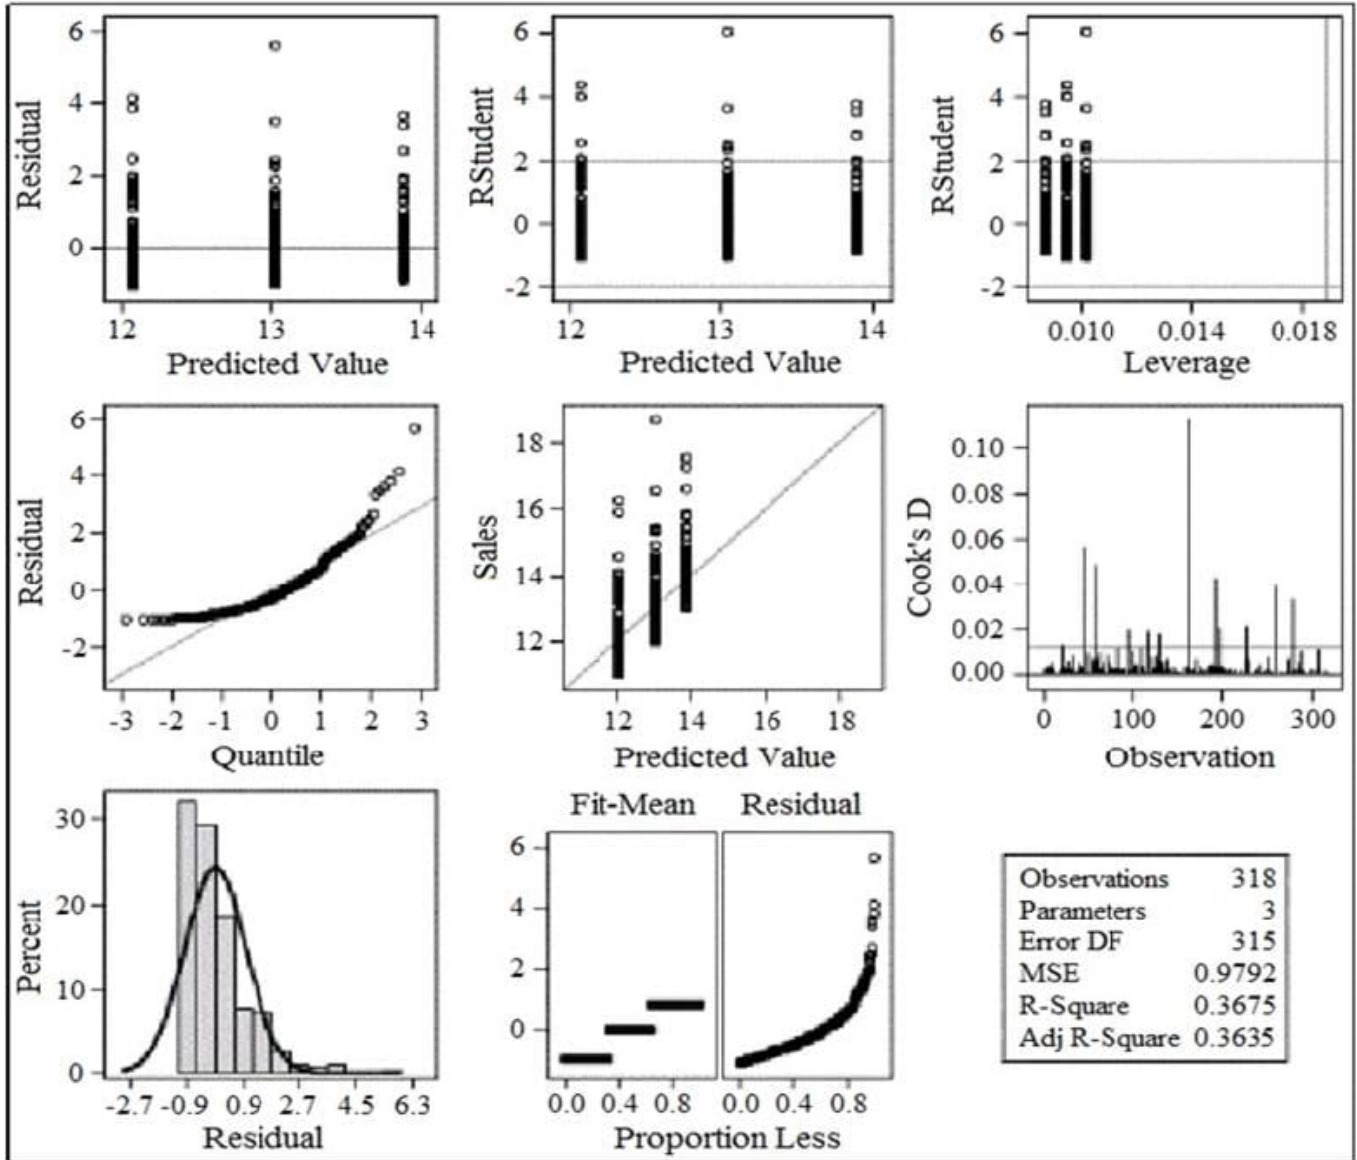 Residual
6
4
2
0
12 13 14
Predicted Value
RStudent
6
4
2
0
-2
12 13 14
Predicted Value
RStudent
6
4
2
0
-2
0.010 0.014 0.018
Leverage
Residual
6
4
2
0
-2
-3 -2 -1 0 1 2 3
Quantile
Sales
18
16
14
12
12 14 16 18
Predicted Value
Cook's D
0.10
0.08
0.06
0.04
0.02
0.00
0 100 200 300
Observation
Percent
30
20
10
0
-2.7 -0.9 0.9 2.7 4.5 6.3
Residual
Fit-Mean Residual
6
4
2
0
0.0 0.4 0.8 0.0 0.4 0.8
Proportion Less
Observations 318
Parameters 3
Error DF 315
MSE 0.9792
R-Square 0.3675
Adj R-Square 0.3635